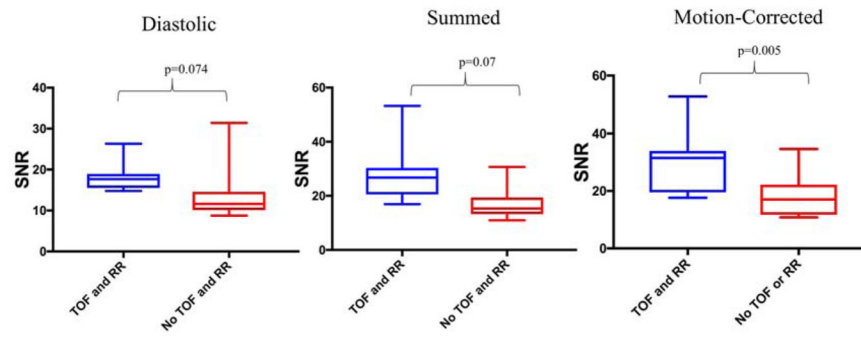 Diastolic
Summed
Motion-Corrected
p=0.074
p=0.07
p=0.005
40
30
20
10
0
SNR
TOF and RR
No TOF and RR
60
40
20
0
SNR
TOF and RR
No TOF and RR
60
40
20
0
SNR
TOF and RR
No TOF or RR